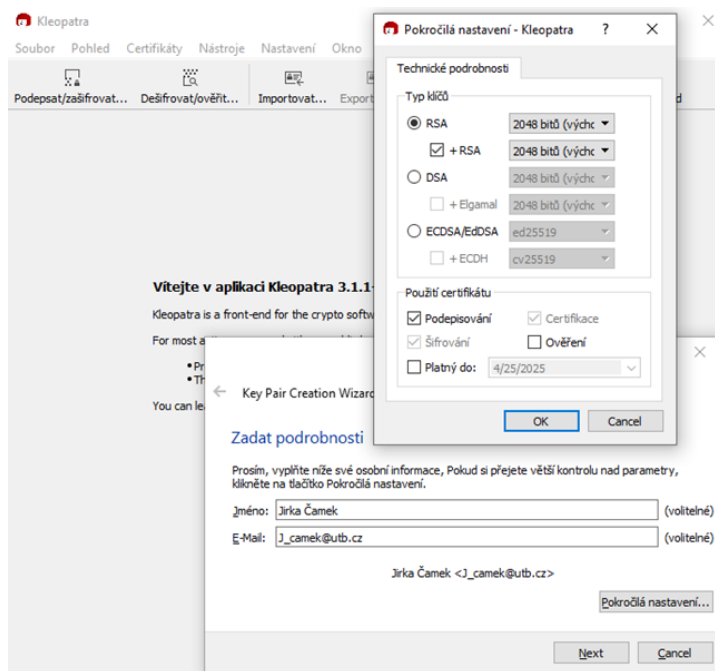 Kleopatra
Soubor Pohled Certifikáty Nástroje Nastavení Okno
Podepsat/zašifrovat... Dešifrovat/ověřit... Importovat... Export
Pokročilá nastavení - Kleopatra ? 
Technické podrobnosti
Typ klíčů
RSA 2048 bitů (výchc
+ RSA 2048 bitů (výchc
DSA 2048 bitů (výchc
+ Elgamal 2048 bitů (výchc
ECDSA/EdDSA ed25519
+ ECDH cv25519
Použití certifikátu
Podepisování Certifikace
Šifrování Ověření
Platný do: 4/25/2025
OK Cancel
Vítejte v aplikaci Kleopatra 3.1.1
Kleopatra is a front-end for the crypto softw
For most a
• Pr
• Th
You can le
Key Pair Creation Wizard
Zadat podrobnosti
Prosím, vyplňte níže své osobní informace, Pokud si přejete větší kontrolu nad parametry,
klikněte na tlačítko Pokročilá nastavení.
Jméno: Jirka Čamek (volitelné)
E-Mail: J_camek@utb.cz (volitelné)
Jirka Čamek <J_camek@utb.cz>
Pokročilá nastavení...
Next Cancel